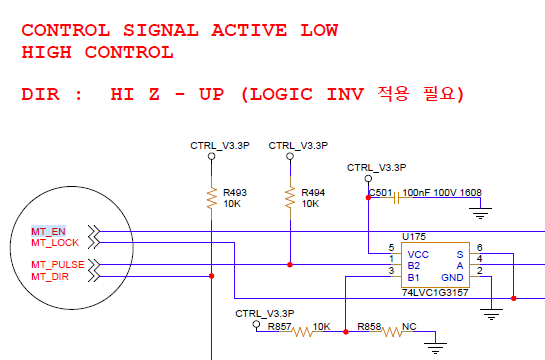 CONTROL SIGNAL ACTIVE LOW
HIGH CONTROL
DIR : HI Z - UP (LOGIC INV 적용 필요)
CTRL_V3.3P
CTRL_V3.3P
CTRL_V3.3P
R493
10K
R494
10K
C501
100nF 100V 1608
MT_EN
MT_LOCK
MT_PULSE
MT_DIR
U175
5 VCC S 6
1 B2 A 4
3 B1 GND 2
74LVC1G3157
CTRL_V3.3P
R857 10K R858 NC